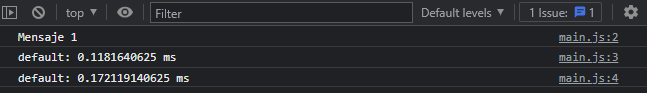 top Filter Default levels 1 Issue: 1
Mensaje 1 main.js:2
default: 0.1181640625 ms main.js:3
default: 0.172119140625 ms main.js:4